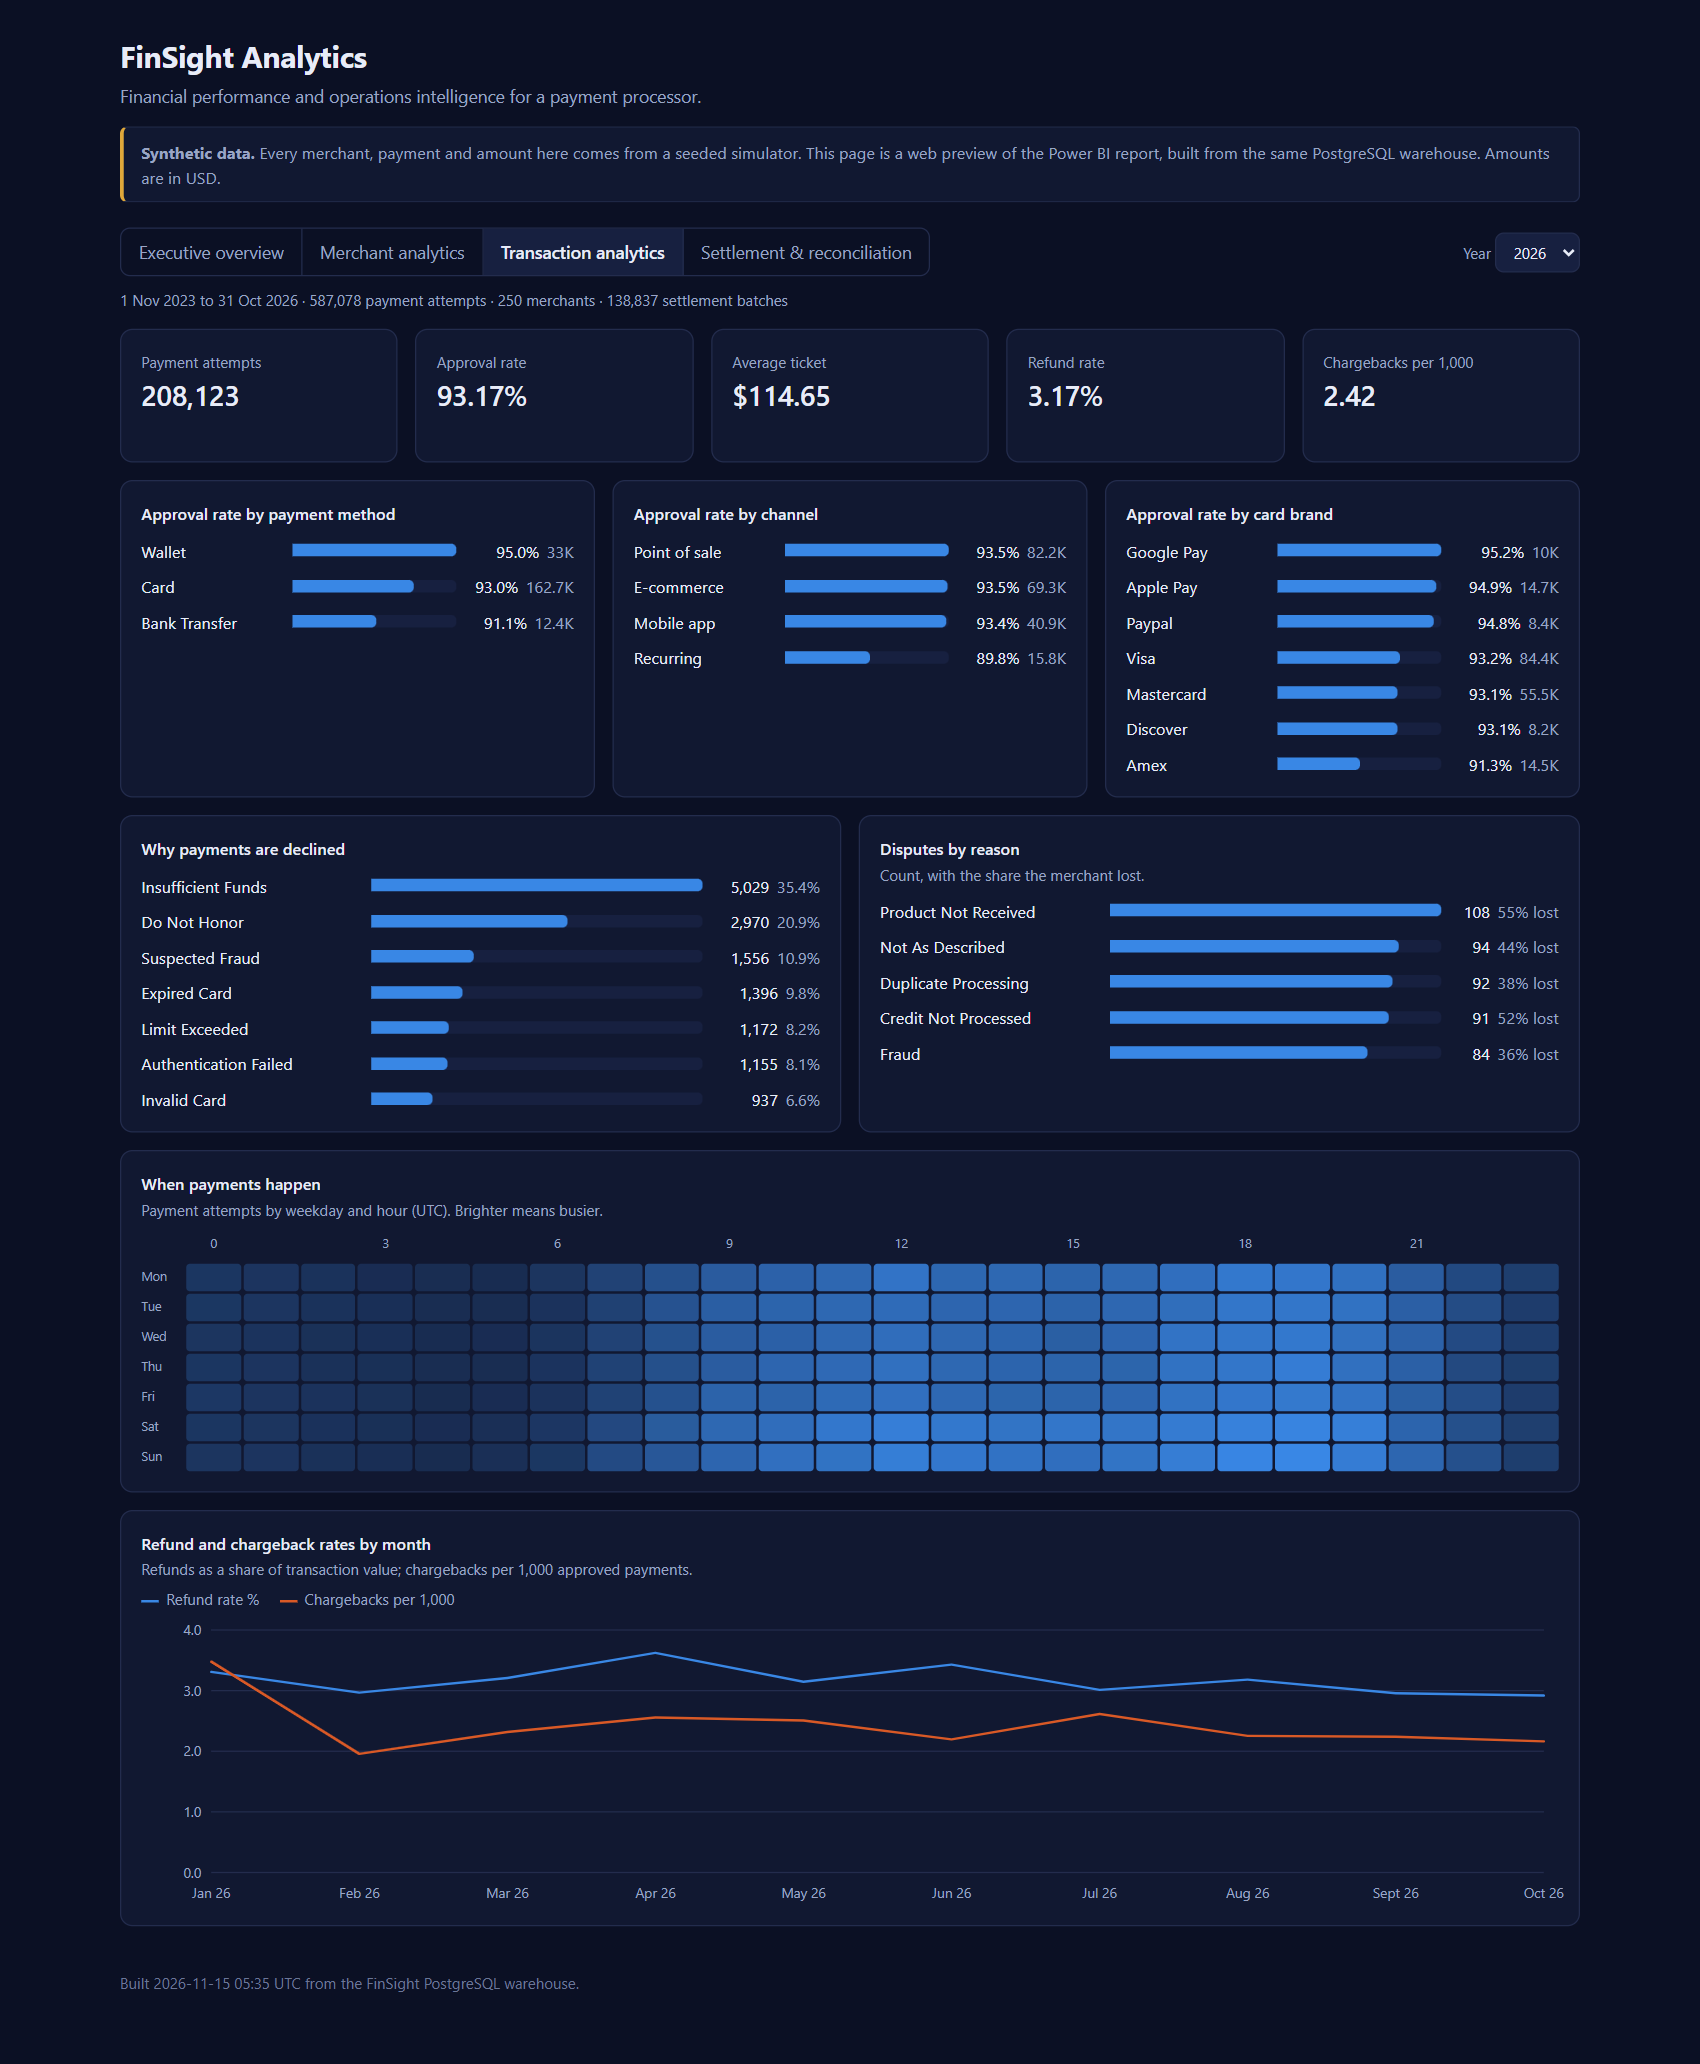 FinSight Analytics
Financial performance and operations intelligence for a payment processor.
Synthetic data. Every merchant, payment and amount here comes from a seeded simulator. This page is a web preview of the Power BI report, built from the same PostgreSQL warehouse. Amounts
are in USD.
Executive overview Merchant analytics Transaction analytics Settlement & reconciliation Year 2026
1 Nov 2023 to 31 Oct 2026 · 587,078 payment attempts · 250 merchants · 138,837 settlement batches
Payment attempts
208,123
Approval rate
93.17%
Average ticket
$114.65
Refund rate
3.17%
Chargebacks per 1,000
2.42
Approval rate by payment method
Wallet 95.0% 33K
Card 93.0% 162.7K
Bank Transfer 91.1% 12.4K
Approval rate by channel
Point of sale 93.5% 82.2K
E-commerce 93.5% 69.3K
Mobile app 93.4% 40.9K
Recurring 89.8% 15.8K
Approval rate by card brand
Google Pay 95.2% 10K
Apple Pay 94.9% 14.7K
Paypal 94.8% 8.4K
Visa 93.2% 84.4K
Mastercard 93.1% 55.5K
Discover 93.1% 8.2K
Amex 91.3% 14.5K
Why payments are declined
Insufficient Funds 5,029 35.4%
Do Not Honor 2,970 20.9%
Suspected Fraud 1,556 10.9%
Expired Card 1,396 9.8%
Limit Exceeded 1,172 8.2%
Authentication Failed 1,155 8.1%
Invalid Card 937 6.6%
Disputes by reason
Count, with the share the merchant lost.
Product Not Received 108 55% lost
Not As Described 94 44% lost
Duplicate Processing 92 38% lost
Credit Not Processed 91 52% lost
Fraud 84 36% lost
When payments happen
Payment attempts by weekday and hour (UTC). Brighter means busier.
0 3 6 9 12 15 18 21
Mon
Tue
Wed
Thu
Fri
Sat
Sun
Refund and chargeback rates by month
Refunds as a share of transaction value; chargebacks per 1,000 approved payments.
Refund rate % Chargebacks per 1,000
4.0
3.0
2.0
1.0
0.0
Jan 26 Feb 26 Mar 26 Apr 26 May 26 Jun 26 Jul 26 Aug 26 Sept 26 Oct 26
Built 2026-11-15 05:35 UTC from the FinSight PostgreSQL warehouse.